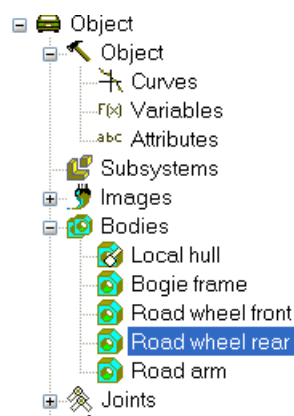 Object
Object
Curves
F(x) Variables
abc Attributes
Subsystems
Images
Bodies
Local hull
Bogie frame
Road wheel front
Road wheel rear
Road arm
Joints